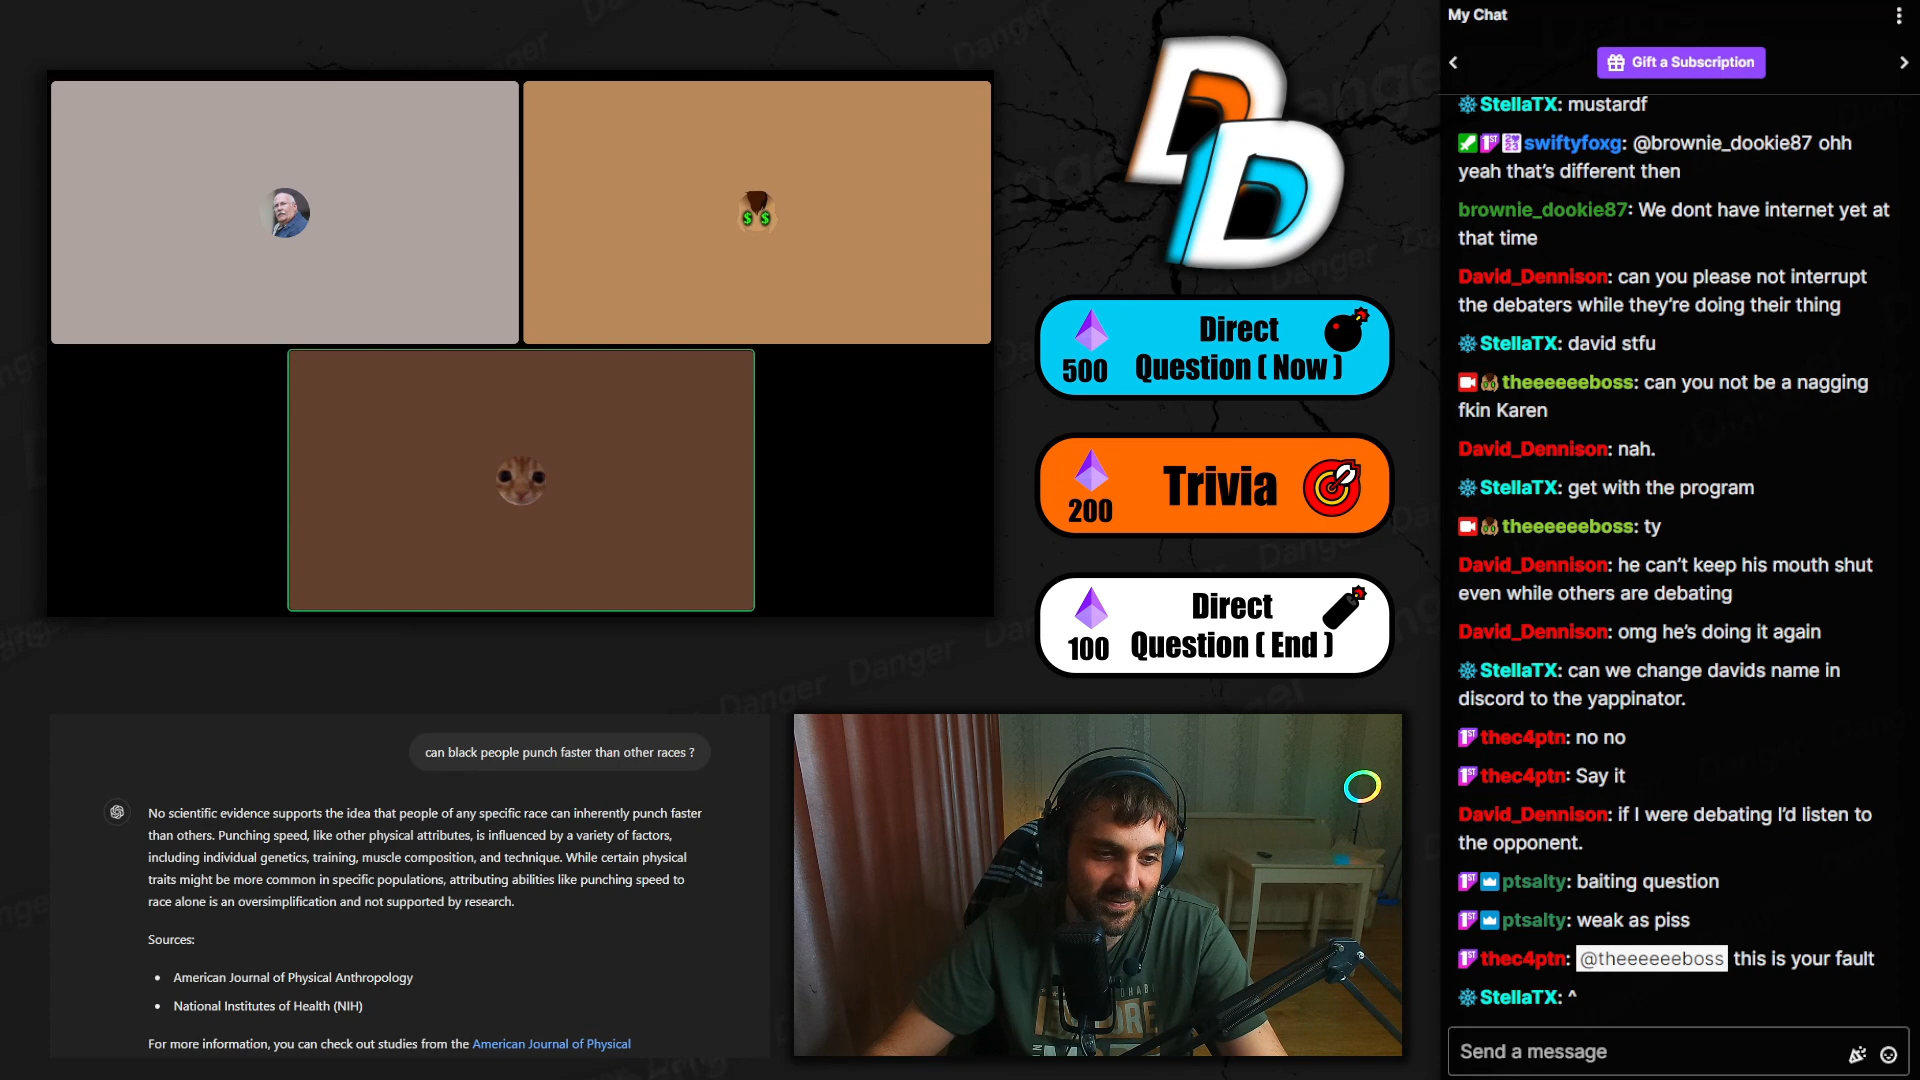 My Chat
Gift a Subscription
StellaTX: mustardf
swiftyfoxg: @brownie_dookie87 ohh
yeah that's different then
brownie_dookie87: We dont have internet yet at
that time
David_Dennison: can you please not interrupt
the debaters while they're doing their thing
StellaTX: david stfu
theeeeeeboss: can you not be a nagging
fkin Karen
David_Dennison: nah.
StellaTX: get with the program
theeeeeeboss: ty
David_Dennison: he can't keep his mouth shut
even while others are debating
David_Dennison: omg he's doing it again
StellaTX: can we change davids name in
discord to the yappinator.
thec4ptn: no no
thec4ptn: Say it
David_Dennison: if I were debating I'd listen to
the opponent.
ptsalty: baiting question
ptsalty: weak as piss
thec4ptn: @theeeeeeboss this is your fault
StellaTX: ^
Send a message
DD
500
Direct
Question ( Now )
200
Trivia
100
Direct
Question ( End )
can black people punch faster than other races ?
No scientific evidence supports the idea that people of any specific race can inherently punch faster
than others. Punching speed, like other physical attributes, is influenced by a variety of factors,
including individual genetics, training, muscle composition, and technique. While certain physical
traits might be more common in specific populations, attributing abilities like punching speed to
race alone is an oversimplification and not supported by research.
Sources:
American Journal of Physical Anthropology
National Institutes of Health (NIH)
For more information, you can check out studies from the American Journal of Physical
Danger
Danger
Danger
Danger